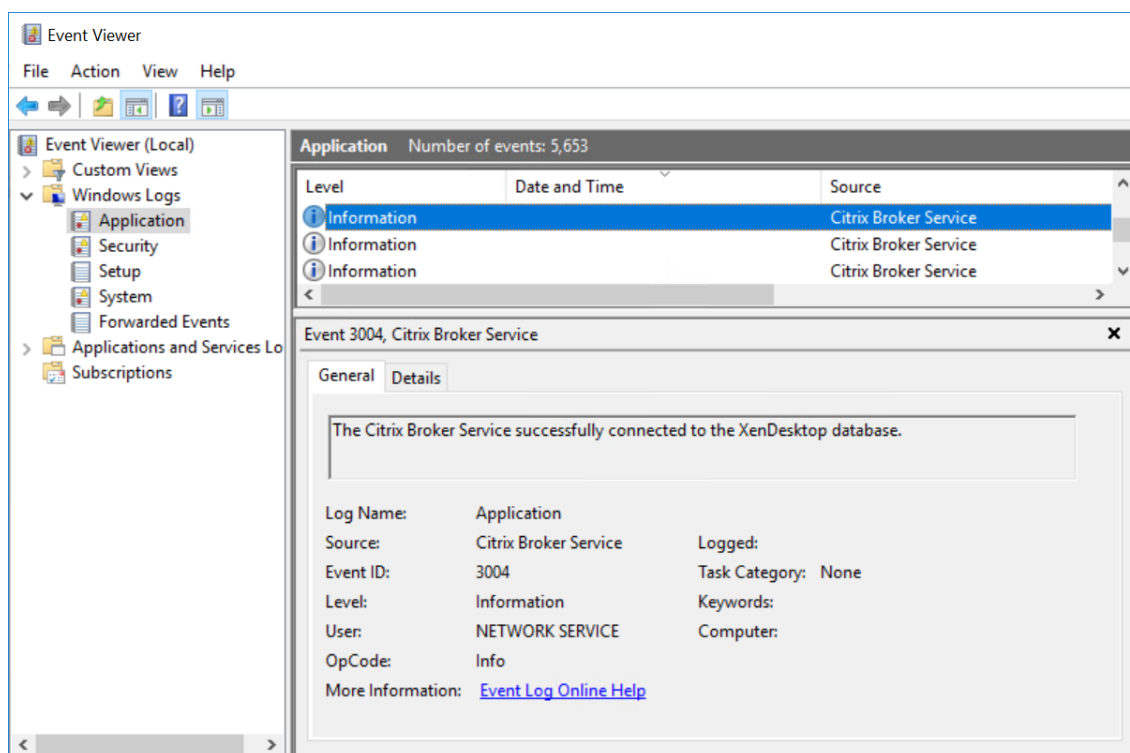 Event Viewer
File Action View Help
Event Viewer (Local)
Custom Views
Windows Logs
Application
Security
Setup
System
Forwarded Events
Applications and Services Lo
Subscriptions
Application Number of events: 5,653
Level Date and Time Source
Information Citrix Broker Service
Information Citrix Broker Service
Information Citrix Broker Service
Event 3004, Citrix Broker Service
General Details
The Citrix Broker Service successfully connected to the XenDesktop database.
Log Name: Application
Source: Citrix Broker Service Logged:
Event ID: 3004 Task Category: None
Level: Information Keywords:
User: NETWORK SERVICE Computer:
OpCode: Info
More Information: Event Log Online Help